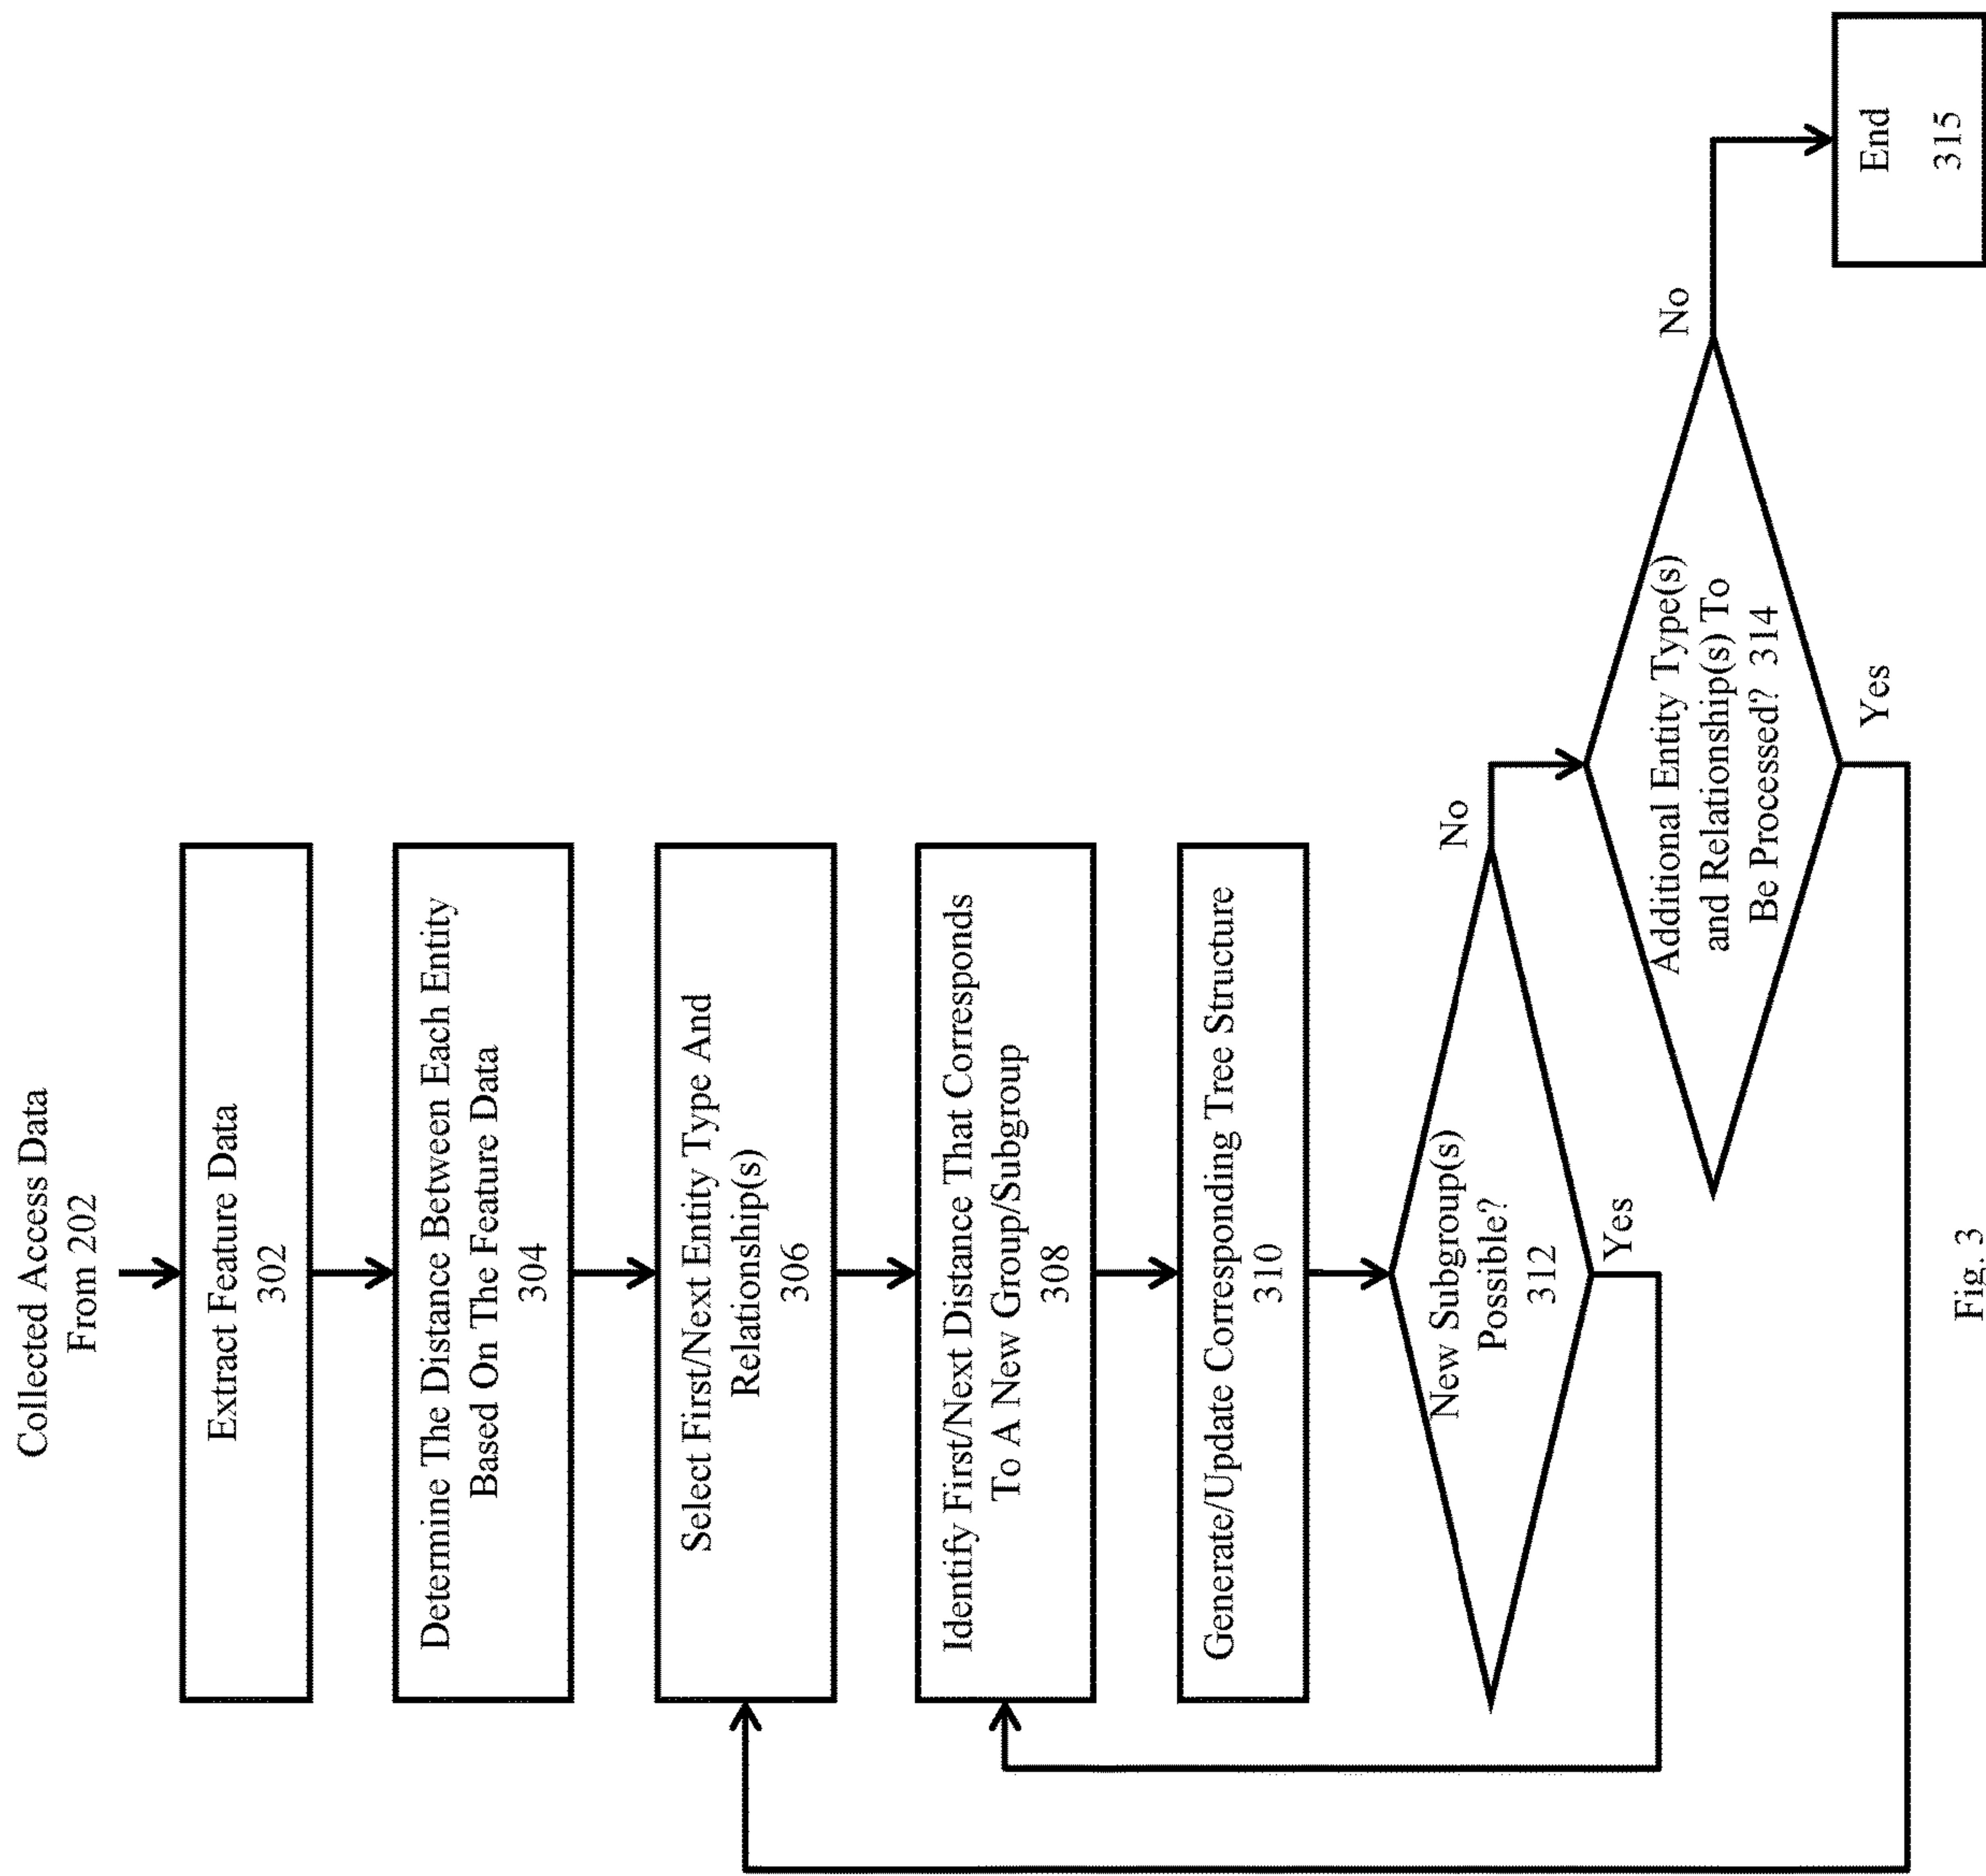 Collected Access Data
From 202
Extract Feature Data
302
Determine The Distance Between Each Entity
Based On The Feature Data
304
Select First/Next Entity Type And
Relationship(s)
306
Identify First/Next Distance That Corresponds
To A New Group/Subgroup
308
Generate/Update Corresponding Tree Structure
310
New Subgroup(s)
Possible?
312
No
Yes
Additional Entity Type(s)
and Relationship(s) To
Be Processed? 314
No
Yes
End
315
Fig. 3